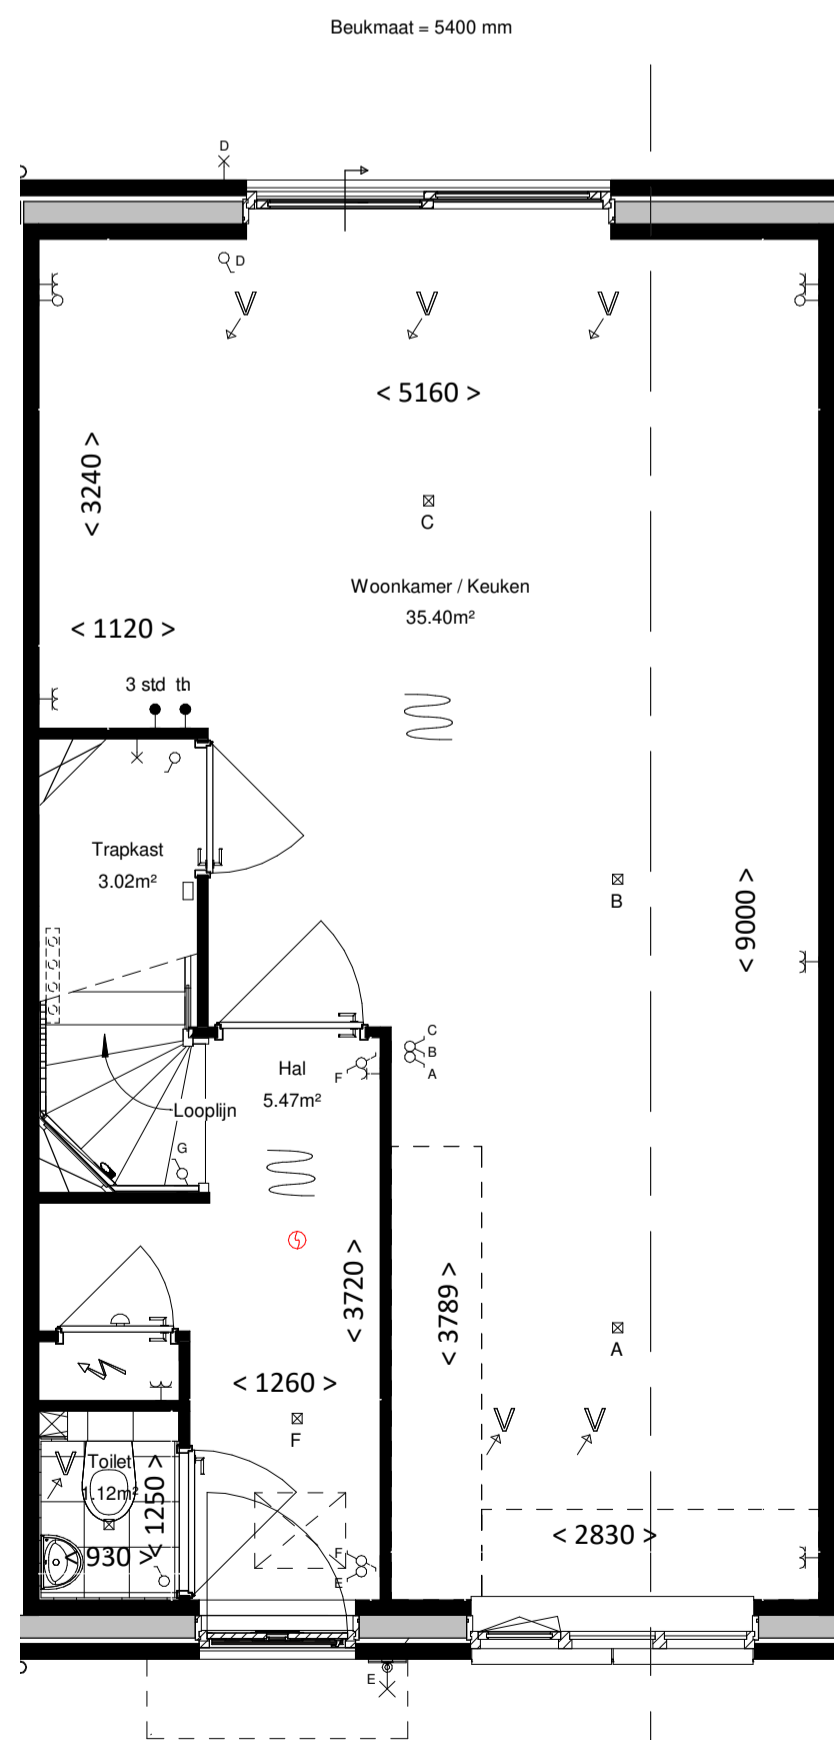 Beukmaat = 5400 mm
D
D
V V V
< 5160 >
< 3240 >
C
Woonkamer / Keuken
35.40m²
< 1120 >
3 std th
Trapkast
3.02m²
B
< 9000 >
Hal
5.47m²
F
C
B
A
Looplijn
G
< 3720 >
< 3789 >
A
< 1260 >
F
V V
V
Toilet
1.12m²
< 1250 >
< 930 >
< 2830 >
F
E
E